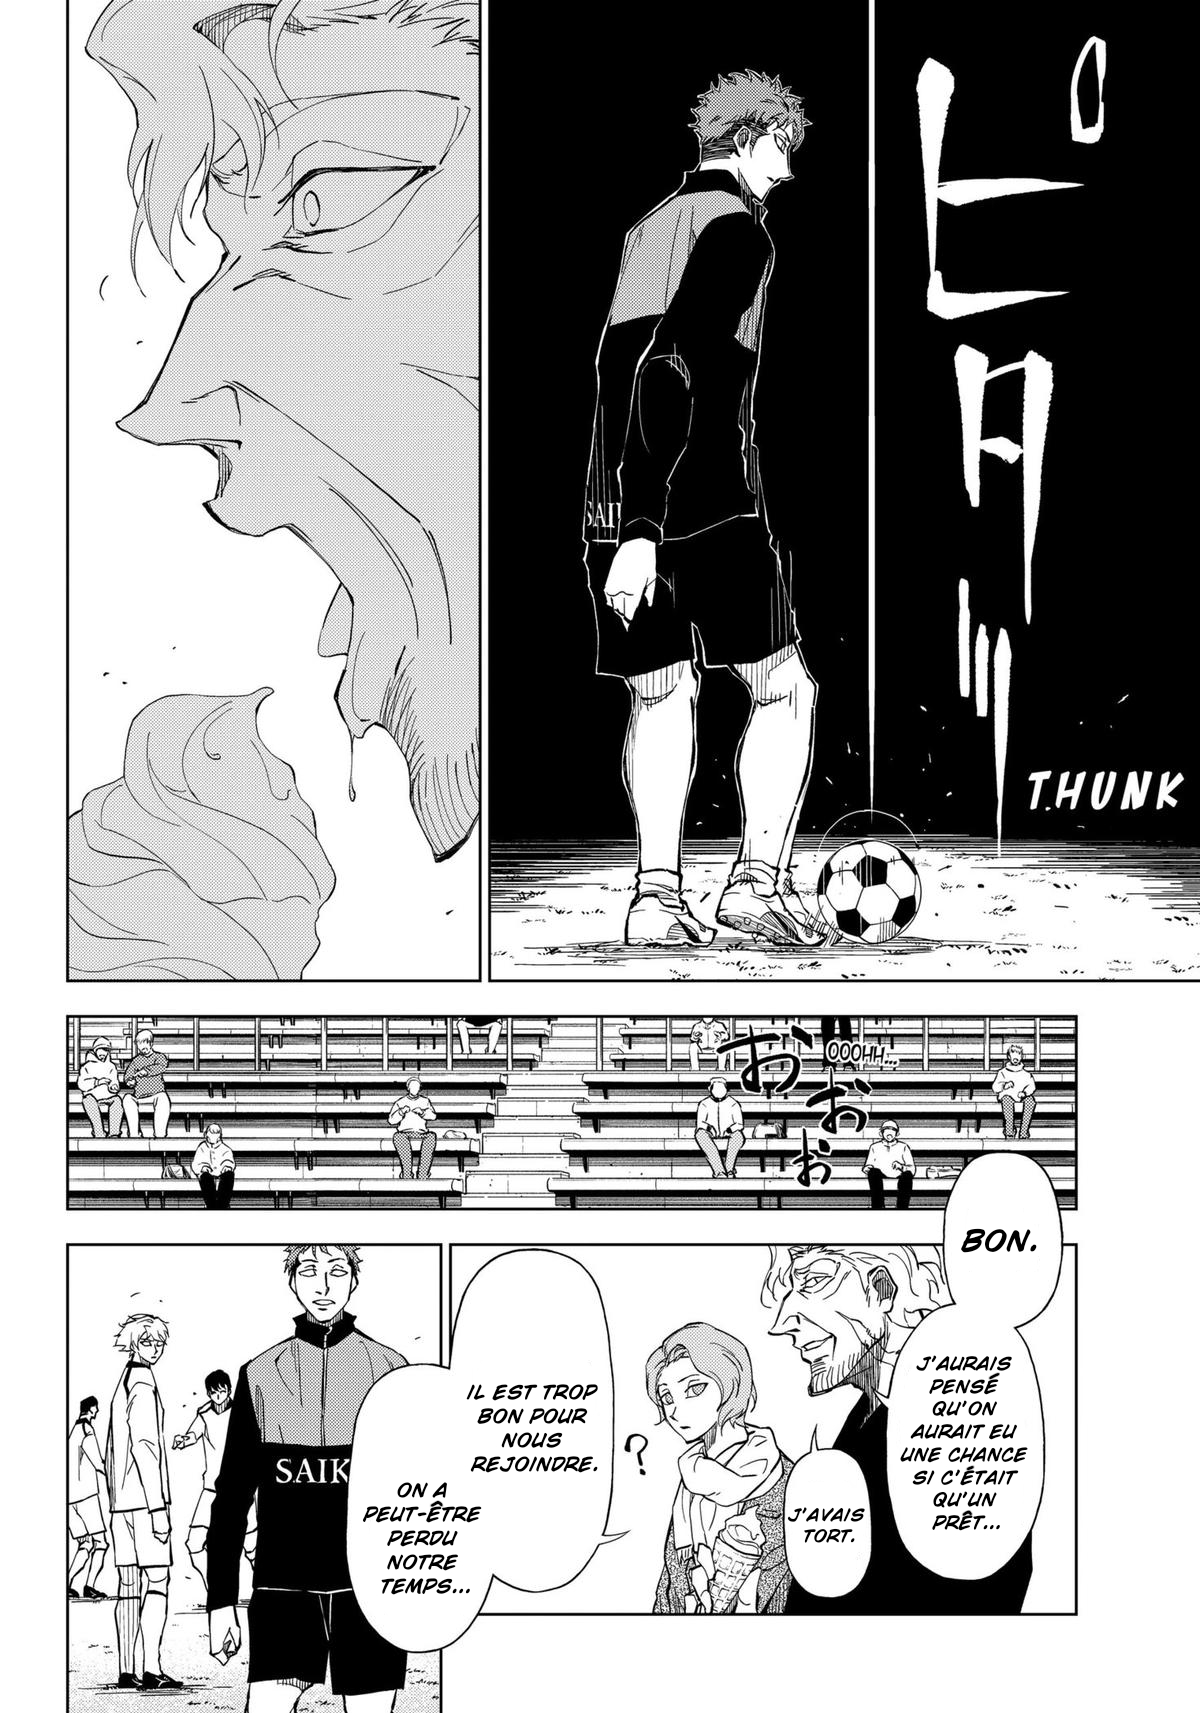 ピタッ
T.HUNK
SAI
おおお
OOOHH...
BON.
J'AURAIS
PENSÉ
QU'ON
AURAIT EU
UNE CHANCE
SI C'ÉTAIT
QU'UN
PRÊT...
J'AVAIS
TORT.
?
IL EST TROP
BON POUR
NOUS
REJOINDRE.
ON A
PEUT-ÊTRE
PERDU
NOTRE
TEMPS...
S.AIK